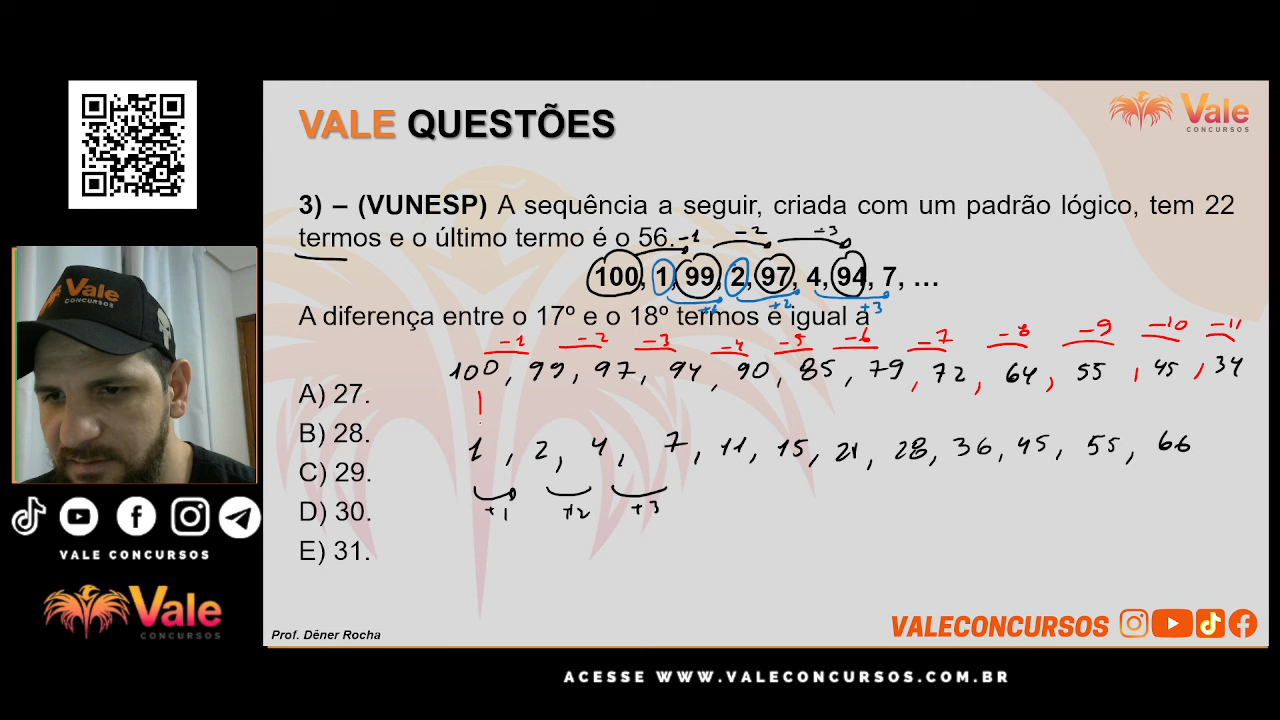 VALE QUESTÕES
Vale
CONCURSOS
3) – (VUNESP) A sequência a seguir, criada com um padrão lógico, tem 22
termos e o último termo é o 56.
-1 -2 -3
100, 1, 99, 2, 97, 4, 94, 7, ...
+1 +2 +3
A diferença entre o 17º e o 18º termos é igual a
-1 -2 -3 -4 -5 -6 -7 -8 -9 -10 -11
100, 99, 97, 94, 90, 85, 79, 72, 64, 55, 45, 34
A) 27.
B) 28.
1, 2, 4, 7, 11, 15, 21, 28, 36, 45, 55, 66
C) 29.
D) 30.
+1 +2 +3
E) 31.
Vale
CONCURSOS
VALE CONCURSOS
Vale
CONCURSOS
Prof. Dêner Rocha
VALECONCURSOS
ACESSE WWW.VALECONCURSOS.COM.BR